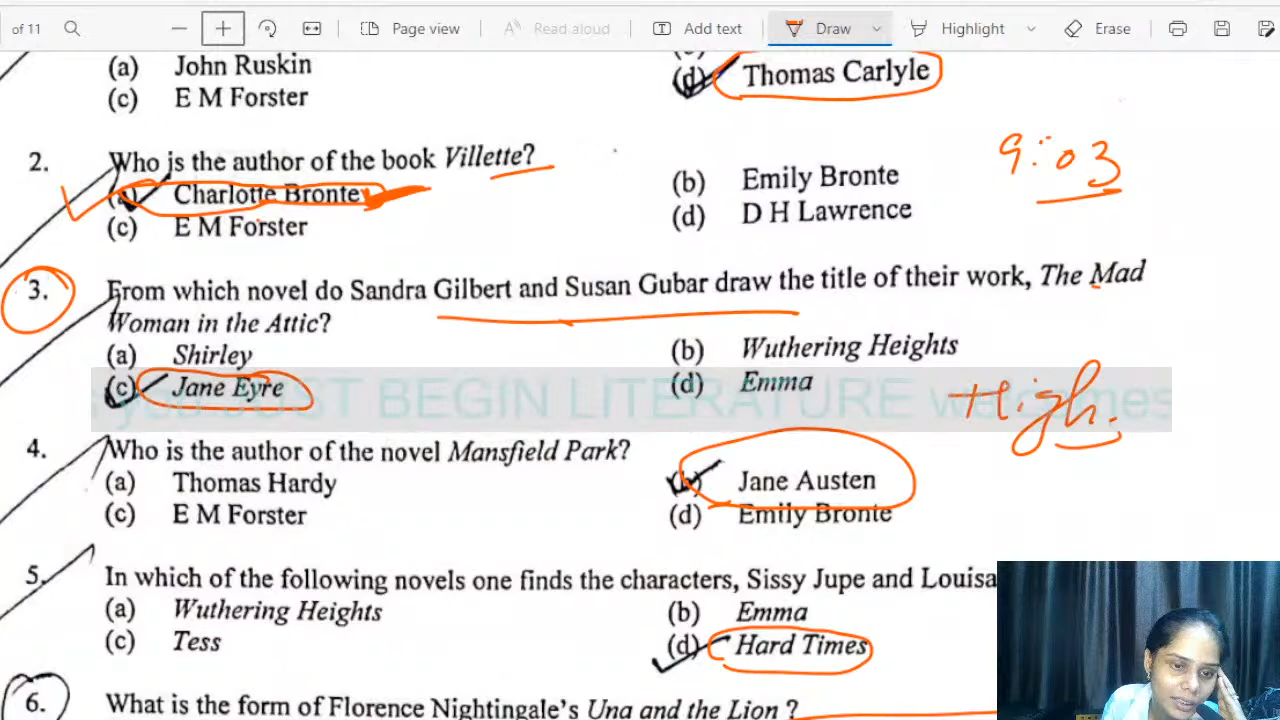 of 11 Page view Read aloud Add text Draw Highlight Erase
(a) John Ruskin
(d) Thomas Carlyle
(c) E M Forster
2. Who is the author of the book Villette?
9:03
(a) Charlotte Bronte
(b) Emily Bronte
(c) E M Forster
(d) D H Lawrence
3. From which novel do Sandra Gilbert and Susan Gubar draw the title of their work, The Mad
Woman in the Attic?
(a) Shirley
(b) Wuthering Heights
(c) Jane Eyre
(d) Emma
High.
you JUST BEGIN LITERATURE welcomes
4. Who is the author of the novel Mansfield Park?
(a) Thomas Hardy
(b) Jane Austen
(c) E M Forster
(d) Emily Bronte
5. In which of the following novels one finds the characters, Sissy Jupe and Louisa
(a) Wuthering Heights
(b) Emma
(c) Tess
(d) Hard Times
6. What is the form of Florence Nightingale's Una and the Lion ?